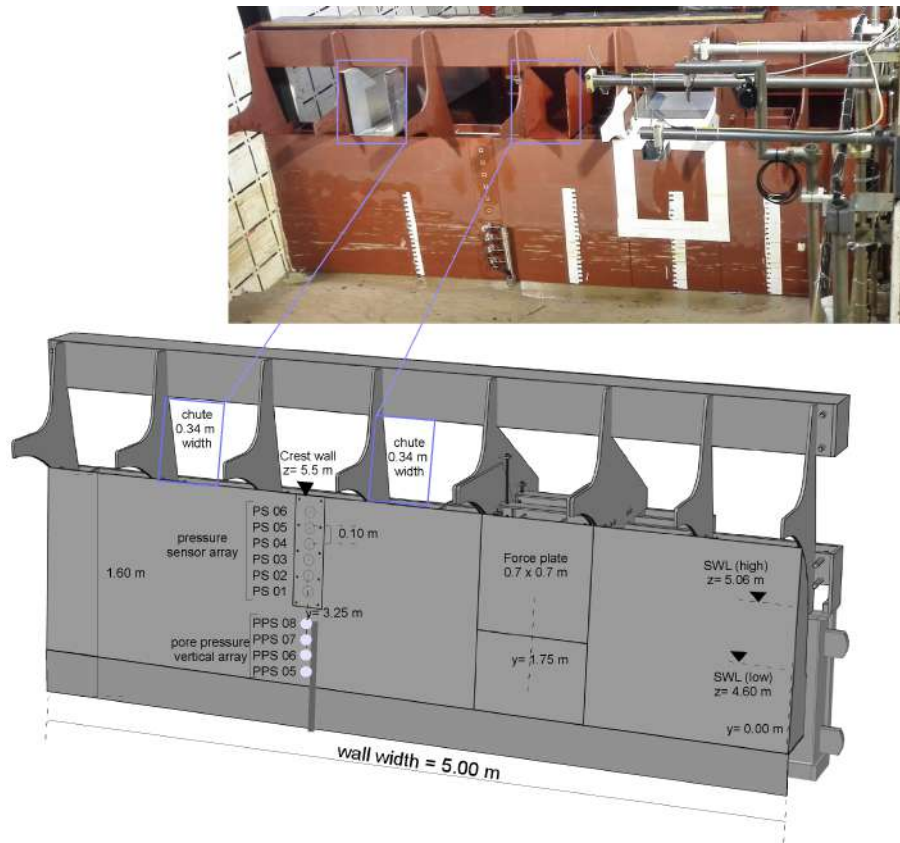 chute
0.34 m
width
chute
0.34 m
width
Crest wall
z= 5.5 m
PS 06
PS 05
PS 04
PS 03
PS 02
PS 01
pressure
sensor array
0.10 m
1.60 m
y= 3.25 m
PPS 08
PPS 07
PPS 06
PPS 05
pore pressure
vertical array
Force plate
0.7 x 0.7 m
y= 1.75 m
SWL (high)
z= 5.06 m
SWL (low)
z= 4.60 m
y= 0.00 m
wall width = 5.00 m